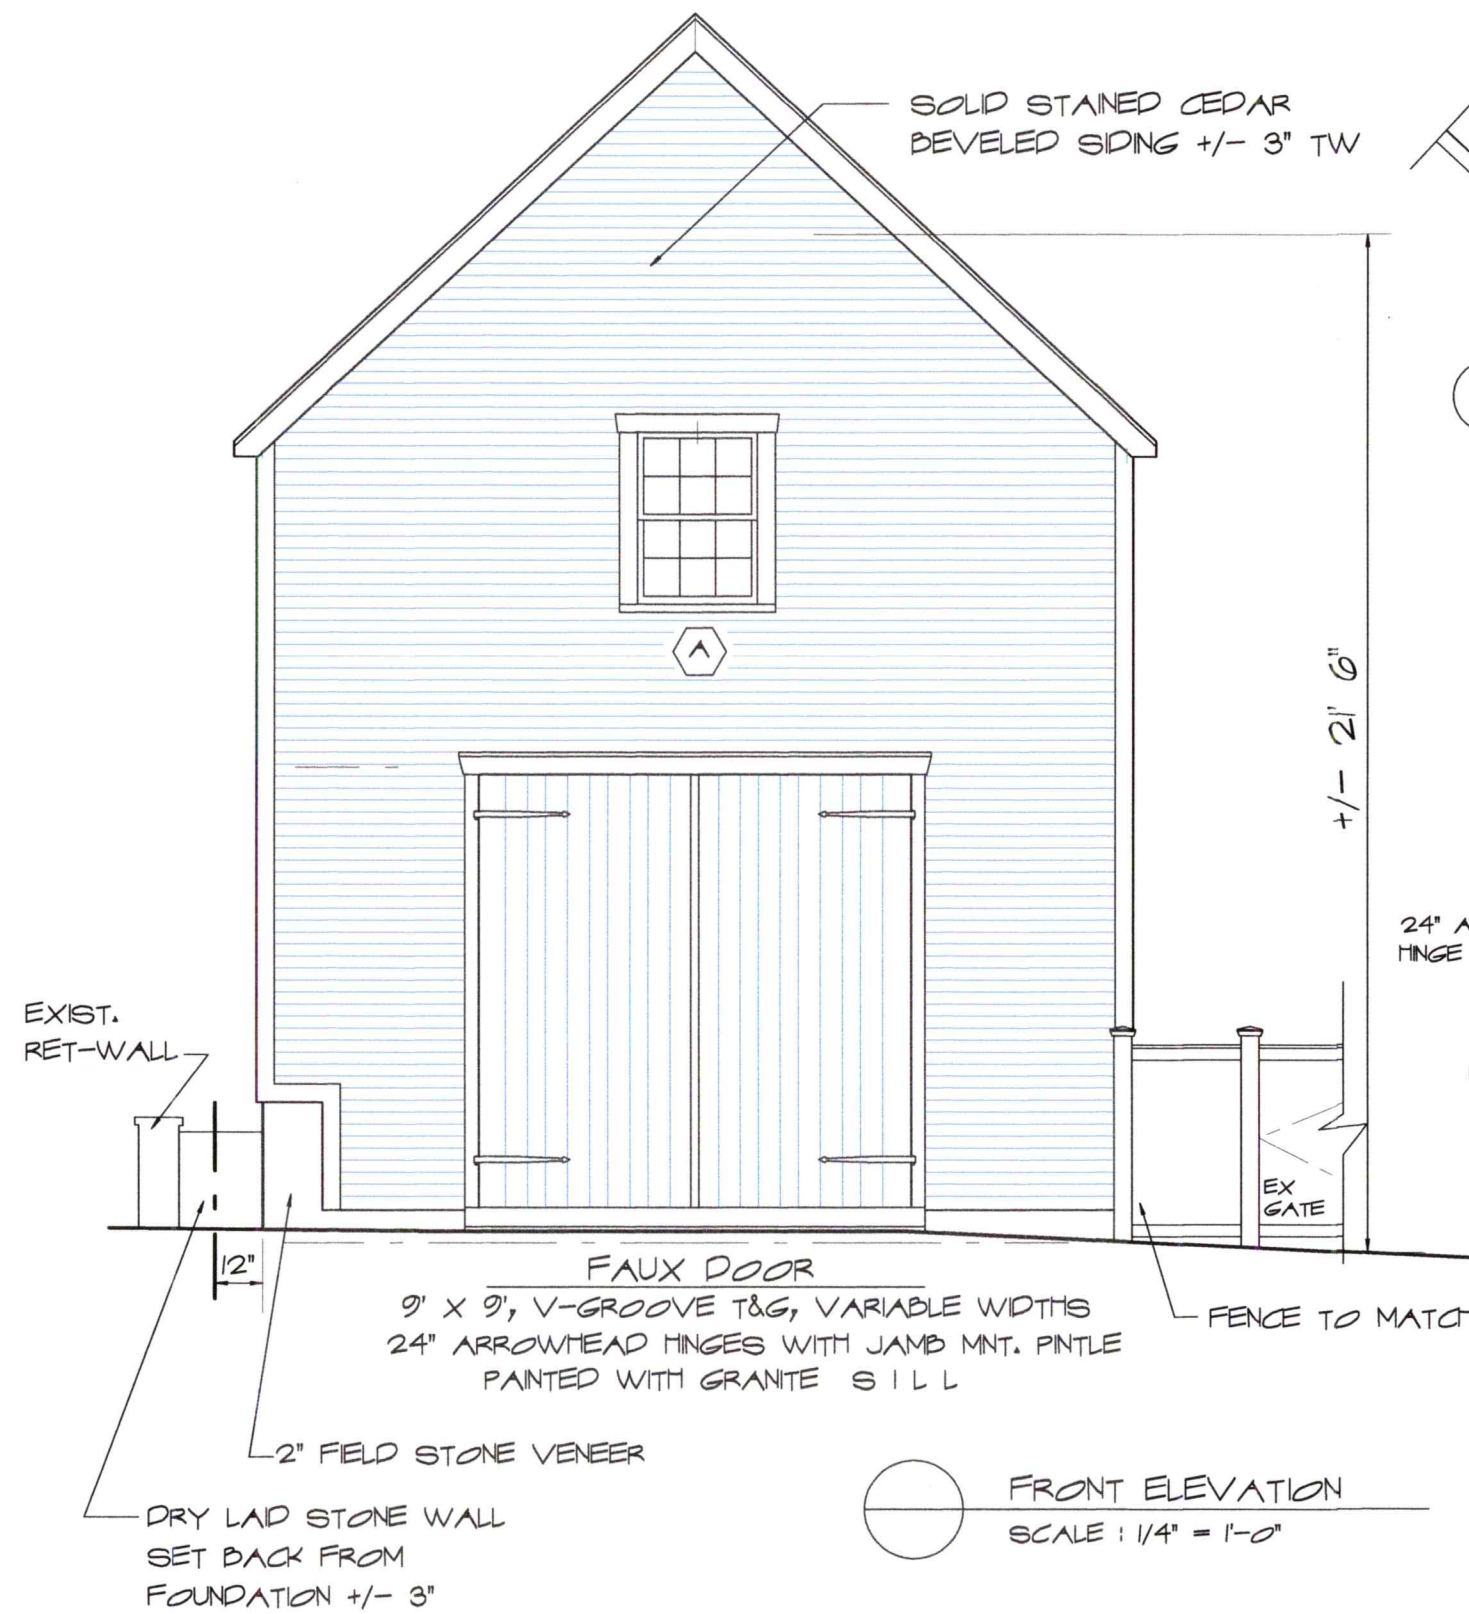 SOLID STAINED CEDAR
BEVELED SIDING +/- 3" TW
A
+/- 21' 6"
24" A
HINGE
EXIST.
RET-WALL
EX
GATE
12"
FAUX DOOR
9' X 9', V-GROOVE T&G, VARIABLE WIDTHS
24" ARROWHEAD HINGES WITH JAMB MNT. PINTLE
PAINTED WITH GRANITE SILL
FENCE TO MATCH
2" FIELD STONE VENEER
DRY LAID STONE WALL
SET BACK FROM
FOUNDATION +/- 3"
FRONT ELEVATION
SCALE : 1/4" = 1'-0"